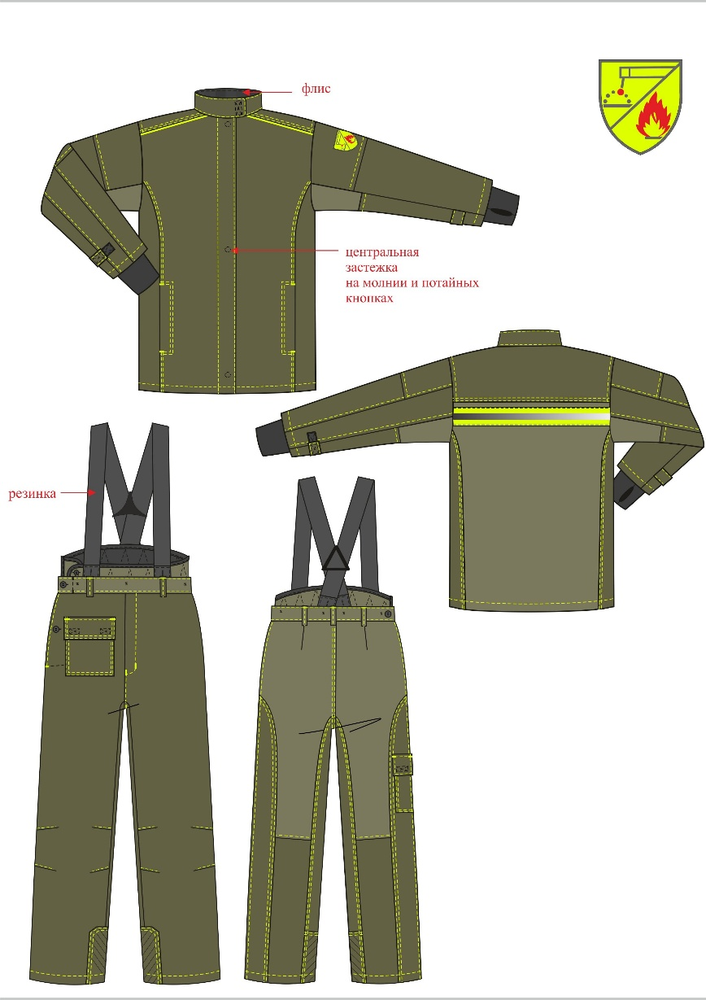 флис
центральная
застежка
на молнии и потайных
кнопках
резинка